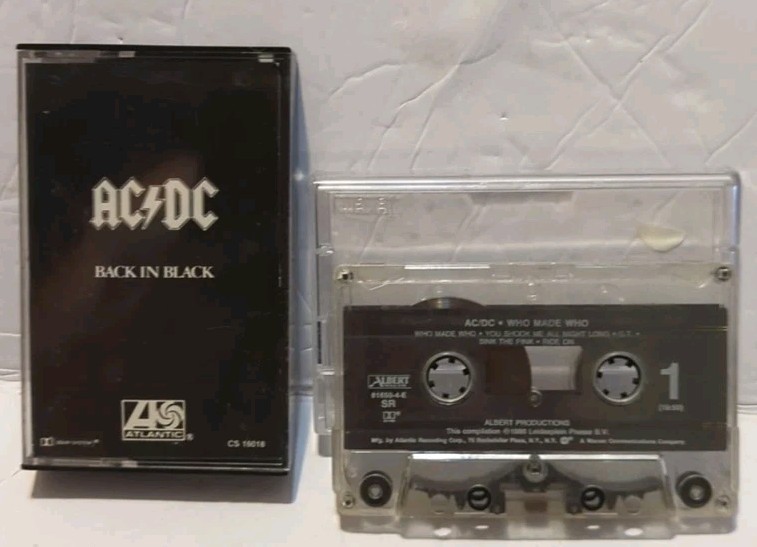 AC⚡DC
BACK IN BLACK
ATLANTIC®
CS 16018
AC/DC • WHO MADE WHO
WHO MADE WHO • YOU SHOOK ME ALL NIGHT LONG • D.T. •
SINK THE PINK • RIDE ON
ALBERT
81650-4-E
SR
1
ALBERT PRODUCTIONS
This compilation ℗1986 Leidseplein Presse B.V.
Mfg. by Atlantic Recording Corp., 75 Rockefeller Plaza, N.Y., N.Y. A Warner Communications Company